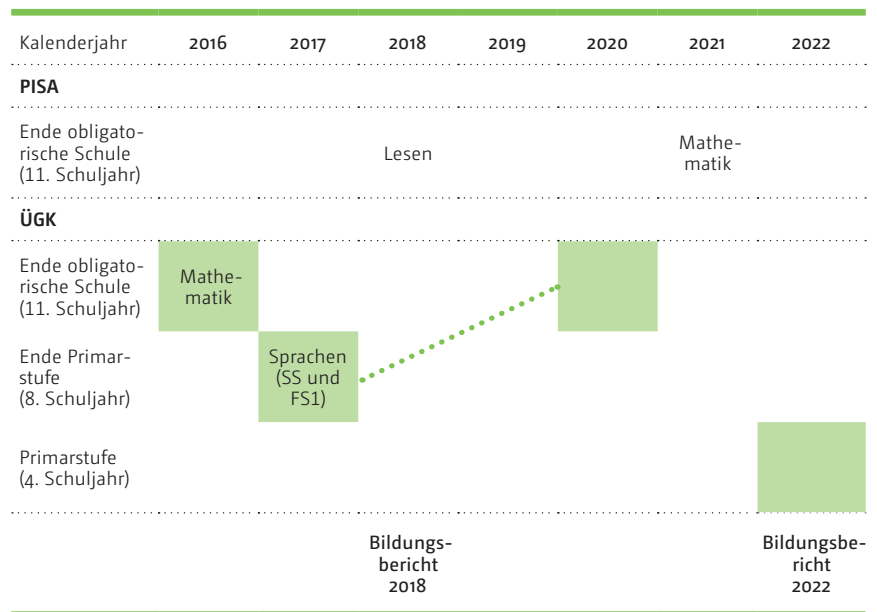 Kalenderjahr 2016 2017 2018 2019 2020 2021 2022
PISA
Ende obligato-
rische Schule
(11. Schuljahr)
Lesen
Mathe-
matik
ÜGK
Ende obligato-
rische Schule
(11. Schuljahr)
Mathe-
matik
Ende Primar-
stufe
(8. Schuljahr)
Sprachen
(SS und
FS1)
Primarstufe
(4. Schuljahr)
Bildungs-
bericht
2018
Bildungsbe-
richt
2022